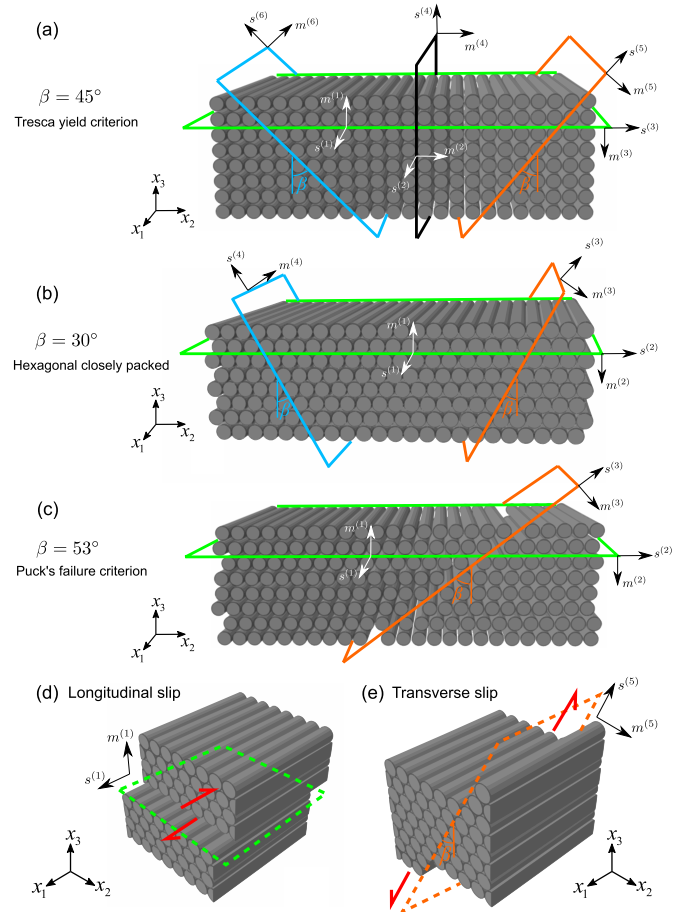 (a)
s(6)
m(6)
s(4)
m(4)
s(5)
m(5)
β = 45°
Tresca yield criterion
m(1)
s(1)
m(2)
s(2)
s(3)
m(3)
β
β
x3
x1
x2
(b)
s(4)
m(4)
s(3)
m(3)
β = 30°
Hexagonal closely packed
m(1)
s(1)
s(2)
m(2)
β
β
x3
x1
x2
(c)
s(3)
m(3)
β = 53°
Puck's failure criterion
m(1)
s(1)
s(2)
m(2)
β
x3
x1
x2
(d) Longitudinal slip
m(1)
s(1)
x3
x1
x2
(e) Transverse slip
s(5)
m(5)
β
x3
x1
x2